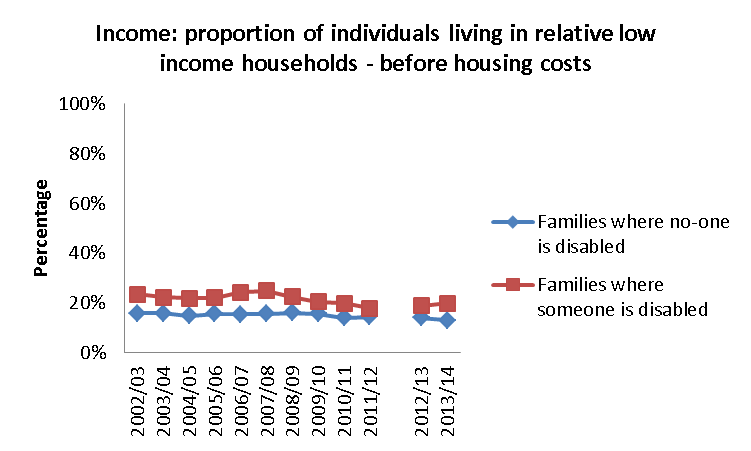 Income: proportion of individuals living in relative low
income households - before housing costs
100%
80%
60%
40%
20%
0%
Percentage
2002/03
2003/04
2004/05
2005/06
2006/07
2007/08
2008/09
2009/10
2010/11
2011/12
2012/13
2013/14
Families where no-one
is disabled
Families where
someone is disabled